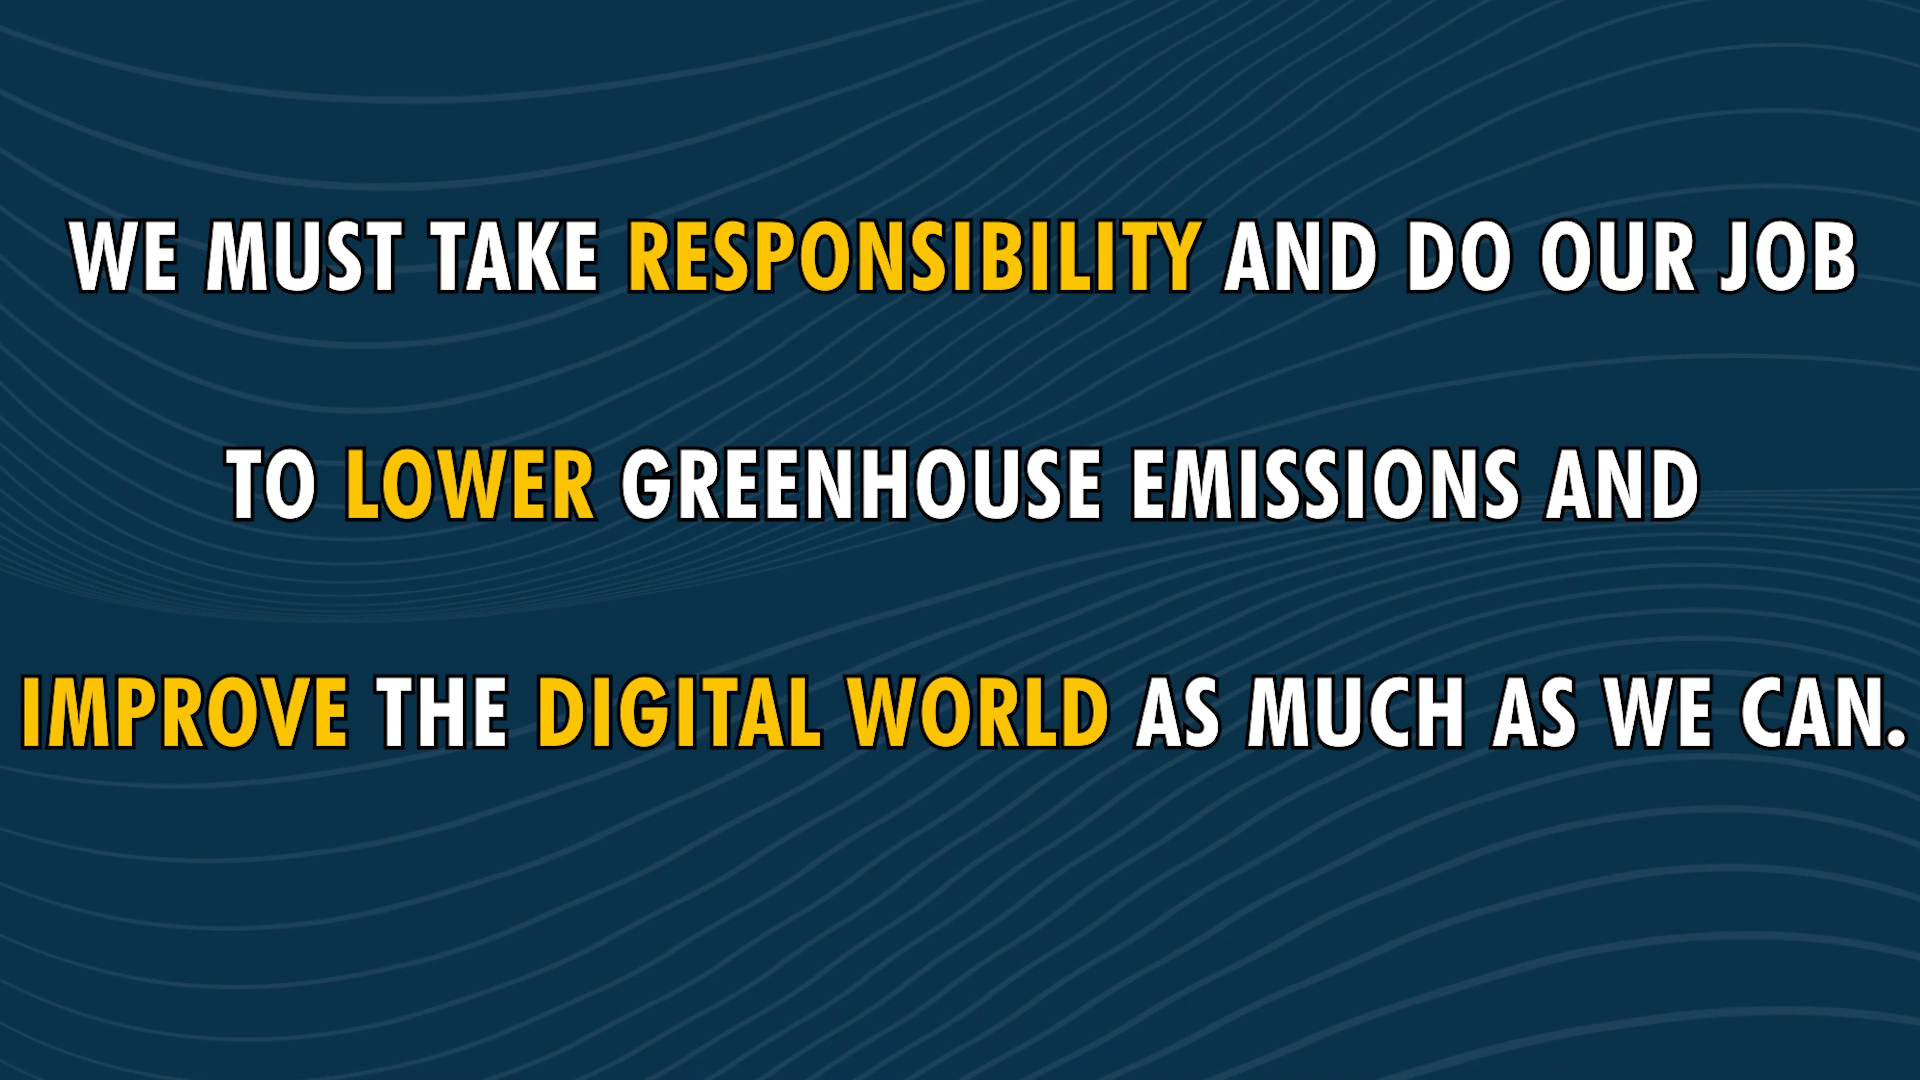 WE MUST TAKE RESPONSIBILITY AND DO OUR JOB
TO LOWER GREENHOUSE EMISSIONS AND
IMPROVE THE DIGITAL WORLD AS MUCH AS WE CAN.